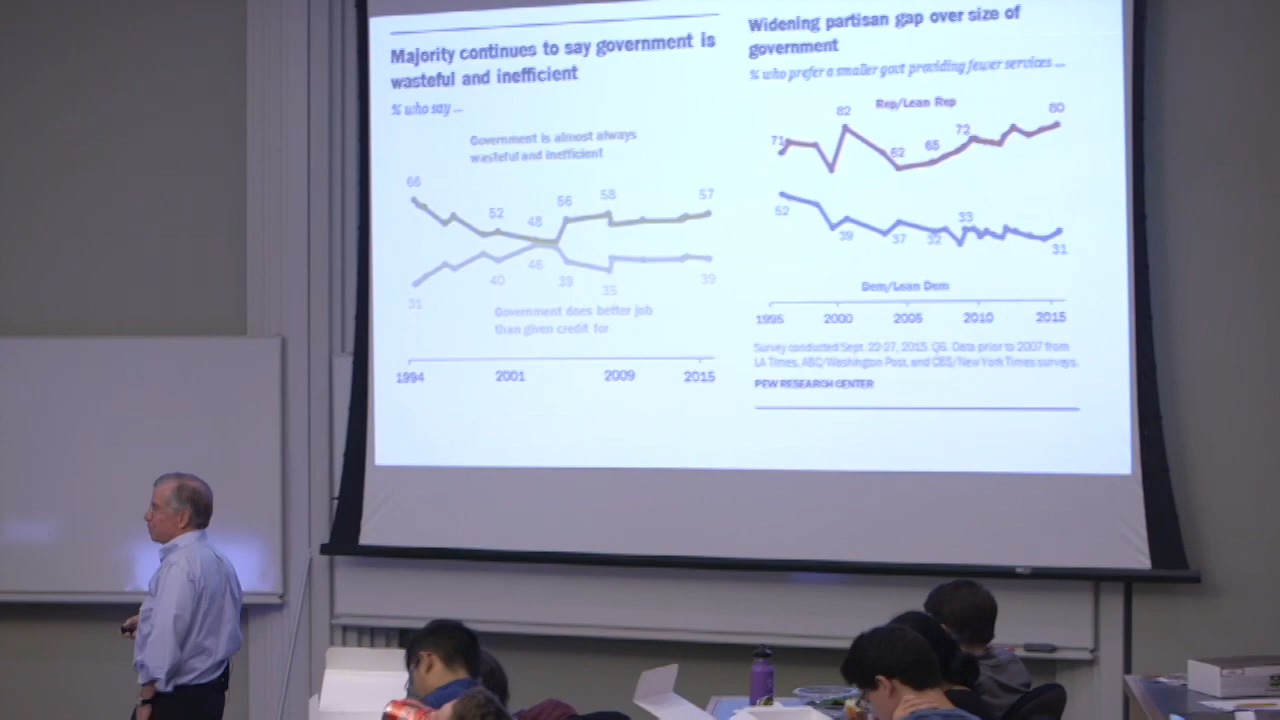 Majority continues to say government is
wasteful and inefficient
% who say ...
Government is almost always
wasteful and inefficient
66
52
48
56
58
57
31
40
46
39
35
39
Government does better job
than given credit for
1994
2001
2009
2015
Widening partisan gap over size of
government
% who prefer a smaller govt providing fewer services ...
Rep/Lean Rep
71
82
62
65
72
80
52
39
37
32
33
31
Dem/Lean Dem
1995
2000
2005
2010
2015
Survey conducted Sept. 22-27, 2015. Q6. Data prior to 2007 from
LA Times, ABC/Washington Post, and CBS/New York Times surveys.
PEW RESEARCH CENTER